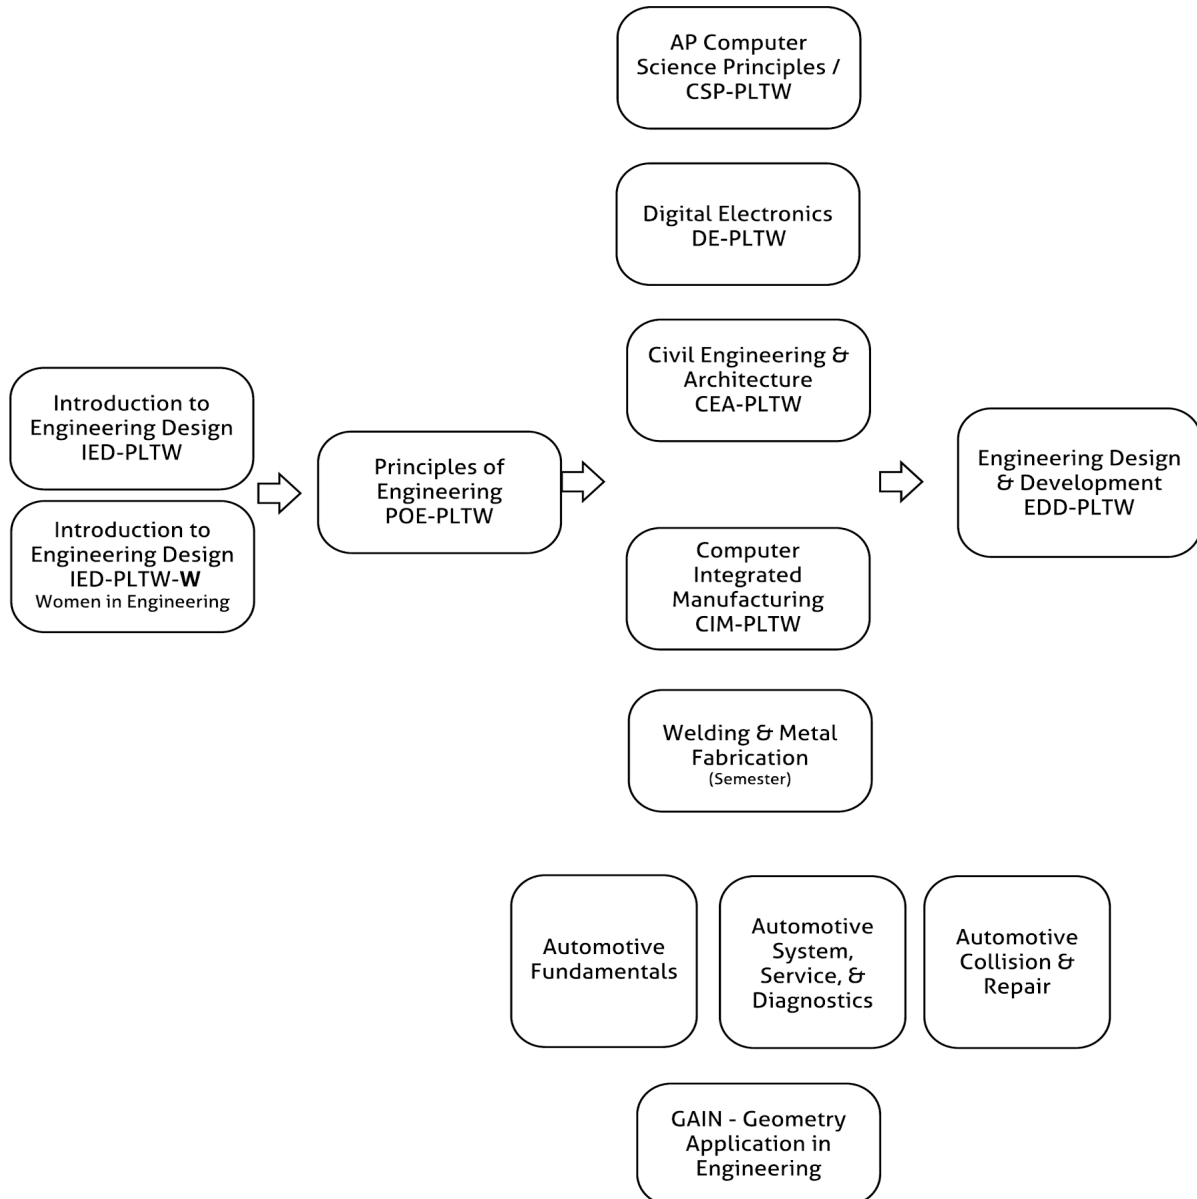 AP Computer
Science Principles /
CSP-PLTW
Digital Electronics
DE-PLTW
Civil Engineering &
Architecture
CEA-PLTW
Introduction to
Engineering Design
IED-PLTW
Introduction to
Engineering Design
IED-PLTW-W
Women in Engineering
Principles of
Engineering
POE-PLTW
Engineering Design
& Development
EDD-PLTW
Computer
Integrated
Manufacturing
CIM-PLTW
Welding & Metal
Fabrication
(Semester)
Automotive
Fundamentals
Automotive
System,
Service, &
Diagnostics
Automotive
Collision &
Repair
GAIN - Geometry
Application in
Engineering